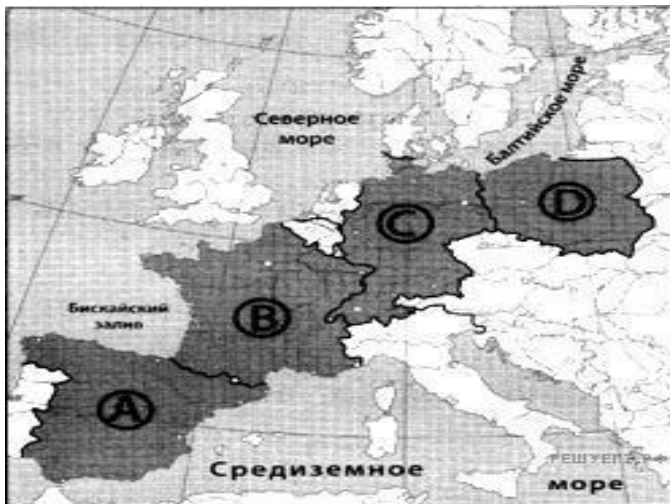 Северное
море
Балтийское море
D
C
B
Бискайский
залив
A
Средиземное
море
РЕШУЕГЭ.РФ